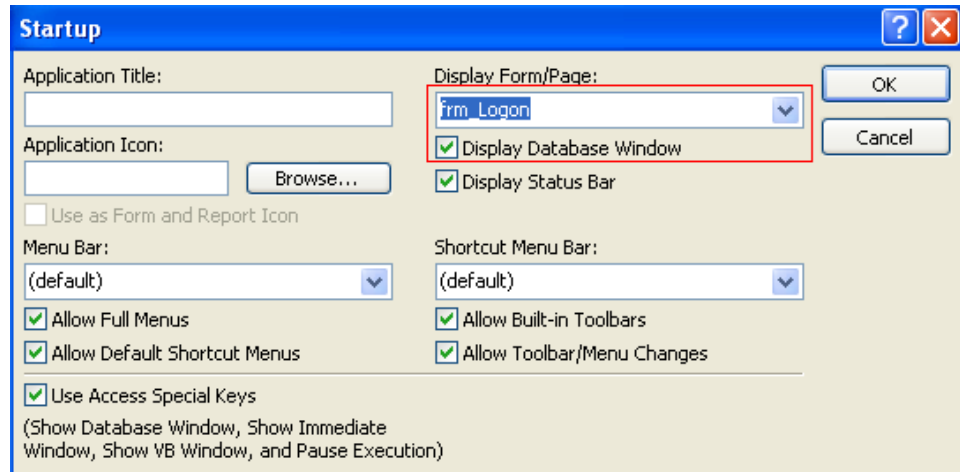 Startup
Application Title:
Display Form/Page:
OK
frm_Logon
Cancel
Application Icon:
Display Database Window
Browse...
Display Status Bar
Use as Form and Report Icon
Menu Bar:
Shortcut Menu Bar:
(default)
(default)
Allow Full Menus
Allow Built-in Toolbars
Allow Default Shortcut Menus
Allow Toolbar/Menu Changes
Use Access Special Keys
(Show Database Window, Show Immediate
Window, Show VB Window, and Pause Execution)